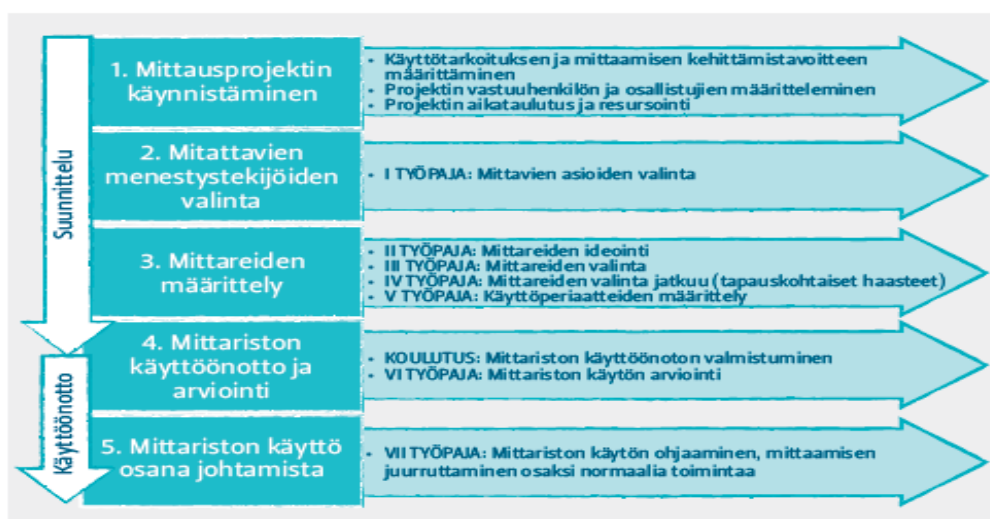 Suunnittelu
1. Mittausprojektin
käynnistäminen
• Käyttötarkoituksen ja mittaamisen kehittämistavoitteen
määrittäminen
• Projektin vastuuhenkilön ja osallistujien määritteleminen
• Projektin aikataulutus ja resursointi
2. Mitattavien
menestystekijöiden
valinta
• I TYÖPAJA: Mittavien asioiden valinta
3. Mittareiden
määrittely
• II TYÖPAJA: Mittareiden ideointi
• III TYÖPAJA: Mittareiden valinta
• IV TYÖPAJA: Mittareiden valinta jatkuu (tapauskohtaiset haasteet)
• V TYÖPAJA: Käyttöperiaatteiden määrittely
Käyttöönotto
4. Mittariston
käyttöönotto ja
arviointi
• KOULUTUS: Mittariston käyttöönoton valmistuminen
• VI TYÖPAJA: Mittariston käytön arviointi
5. Mittariston käyttö
osana johtamista
• VII TYÖPAJA: Mittariston käytön ohjaaminen, mittaamisen
juurruttaminen osaksi normaalia toimintaa